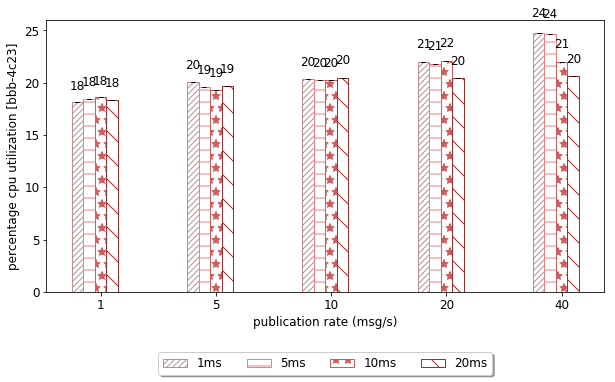 percentage cpu utilization [bbb-4c23]
25
20
15
10
5
0
18 18 18 18
20 19 19 19
20 20 20 20
21 21 22 20
24 24 21 20
1 5 10 20 40
publication rate (msg/s)
1ms 5ms 10ms 20ms